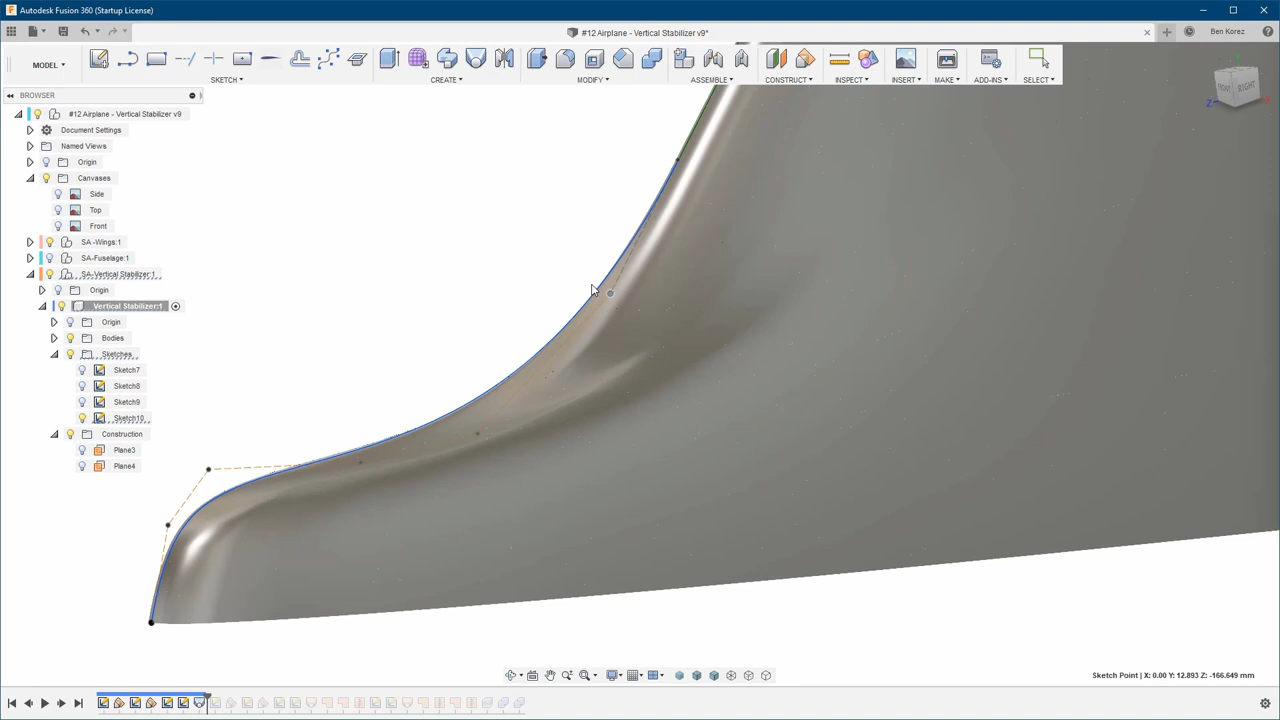 Autodesk Fusion 360 (Startup License)
#12 Airplane - Vertical Stabilizer v9*
Ben Korez
MODEL
SKETCH
CREATE
MODIFY
ASSEMBLE
CONSTRUCT
INSPECT
INSERT
MAKE
ADD-INS
SELECT
BROWSER
#12 Airplane - Vertical Stabilizer v9
Document Settings
Named Views
Origin
Canvases
Side
Top
Front
SA -Wings:1
SA-Fuselage:1
SA-Vertical Stabilizer:1
Origin
Vertical Stabilizer:1
Origin
Bodies
Sketches
Sketch7
Sketch8
Sketch9
Sketch10
Construction
Plane3
Plane4
FRONT
RIGHT
Z
X
Y
Sketch Point | X: 0.00 Y: 12.893 Z: -166.649 mm